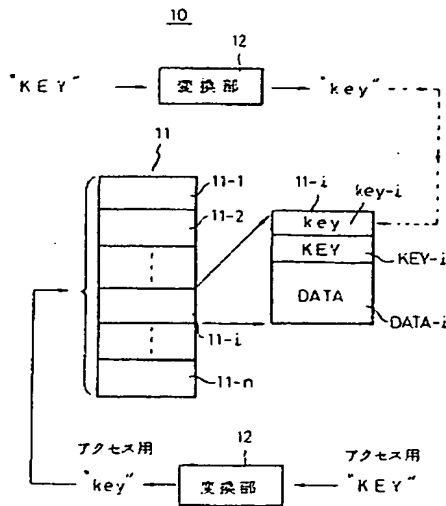 10
12
"KEY" 変換部 "key"
11
11-1
11-2
11-i
key-i
key
KEY
KEY-i
DATA
DATA-i
11-i
11-n
アクセス用 12 アクセス用
"key" 変換部 "KEY"